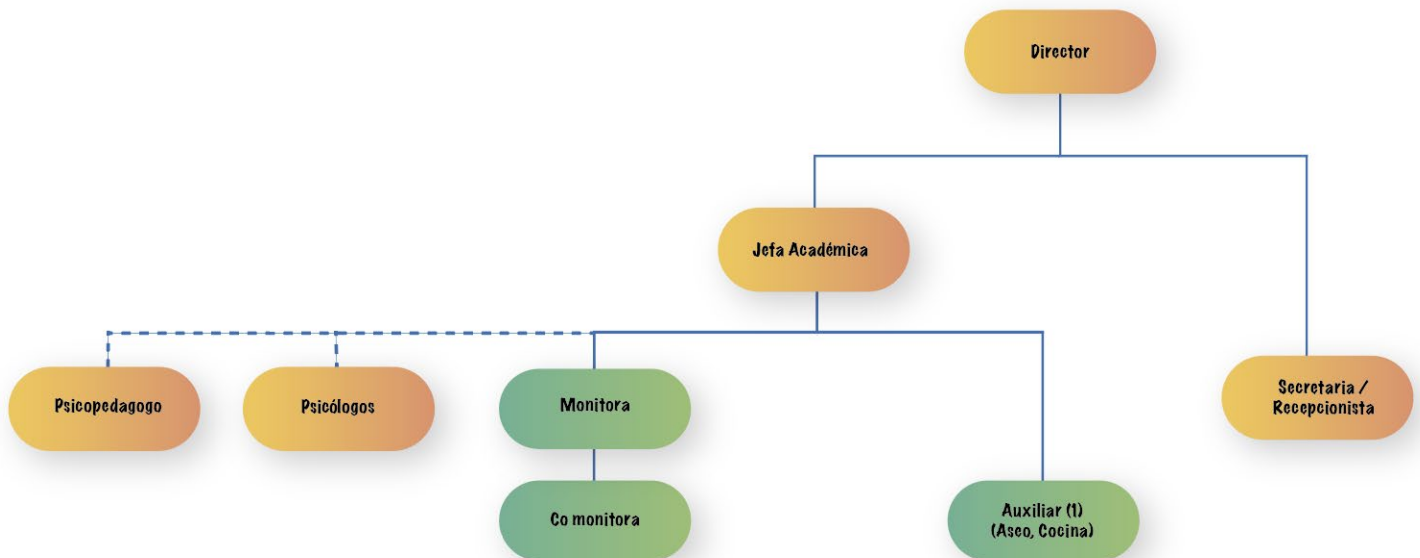 Director
Jefa Académica
Psicopedagogo
Psicólogos
Monitora
Secretaria /
Recepcionista
Co monitora
Auxiliar (1)
(Aseo, Cocina)